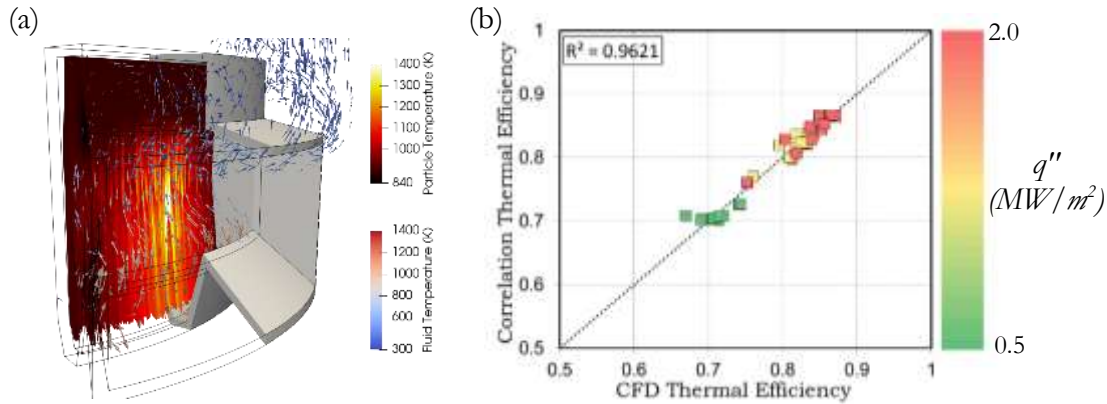 (a)
1400
1300
1200
1100
1000
840
Particle Temperature (K)
1400
1200
1000
800
600
400
300
Fluid Temperature (K)
(b)
R² = 0.9621
1
0.9
0.8
0.7
0.6
0.5
Correlation Thermal Efficiency
0.5 0.6 0.7 0.8 0.9 1
CFD Thermal Efficiency
2.0
q"
(MW/m²)
0.5